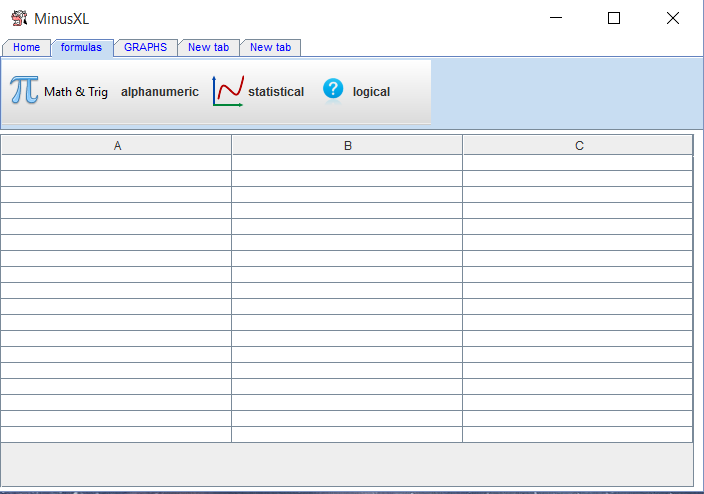 MinusXL
Home formulas GRAPHS New tab New tab
Math & Trig alphanumeric statistical ? logical
A B C